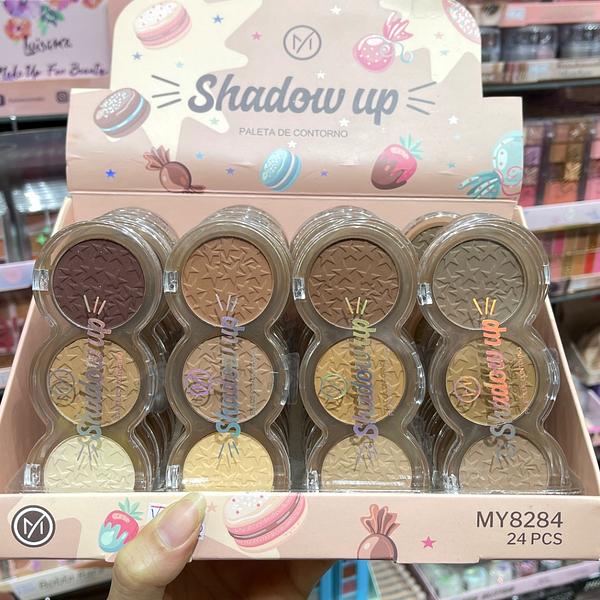 Make Up For Beauty
Shadow up
PALETA DE CONTORNO
Shadow up
Shadow up
Shadow up
Shadow up
MY8284
24 PCS